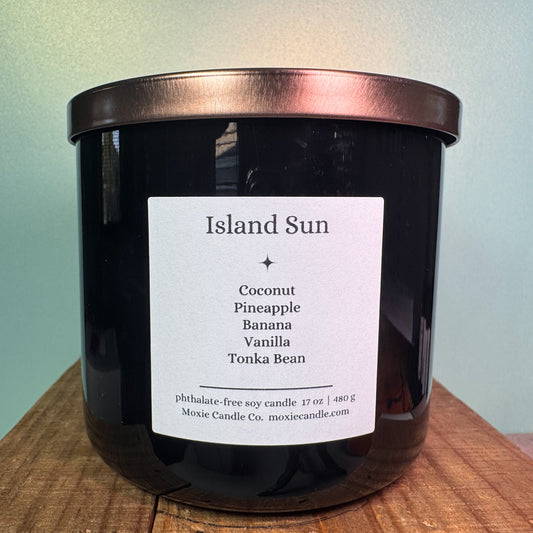 Island Sun
Coconut
Pineapple
Banana
Vanilla
Tonka Bean
phthalate-free soy candle 17 oz | 480 g
Moxie Candle Co. moxiecandle.com